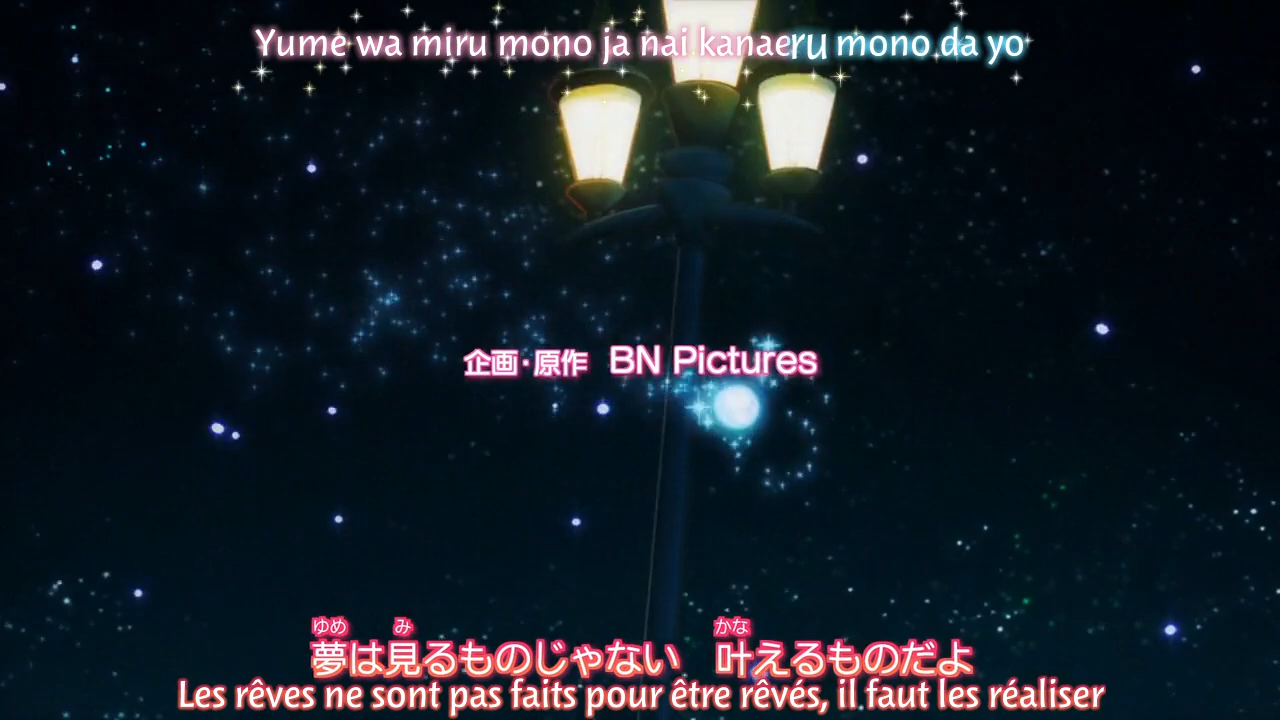 Yume wa miru mono ja nai kanaeru mono da yo
企画・原作 BN Pictures
ゆめ み かな
夢は見るものじゃない 叶えるものだよ
Les rêves ne sont pas faits pour être rêvés, il faut les réaliser